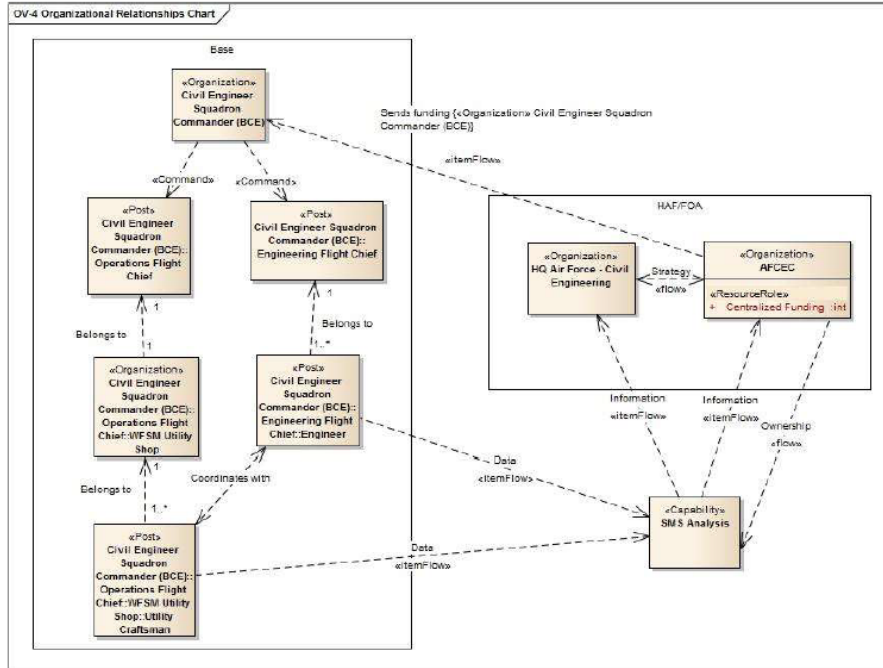 OV-4 Organizational Relationships Chart
Base
«Organization»
Civil Engineer
Squadron
Commander (BCE)
Sends funding {«Organization» Civil Engineer Squadron
Commander (BCE)}
«itemFlow»
«Command»
«Command»
«Post»
Civil Engineer
Squadron
Commander (BCE)::
Operations Flight
Chief
«Post»
Civil Engineer Squadron
Commander (BCE)::
Engineering Flight Chief
HAF/FOA
«Organization»
HQ Air Force - Civil
Engineering
Strategy
«flow»
«Organization»
AFCEC
«ResourceRole»
+ Centralized Funding :int
1
Belongs to
1
1
Belongs to
1..*
«Organization»
Civil Engineer
Squadron
Commander (BCE)::
Operations Flight
Chief::WFSM Utility
Shop
«Post»
Civil Engineer
Squadron
Commander (BCE)::
Engineering Flight
Chief::Engineer
Information
«itemFlow»
Information
«itemFlow»
Ownership
«flow»
1
Belongs to
1..*
Coordinates with
Data
«itemFlow»
«Capability»
SMS Analysis
«Post»
Civil Engineer
Squadron
Commander (BCE)::
Operations Flight
Chief::WFSM Utility
Shop::Utility
Craftsman
Data
«itemFlow»